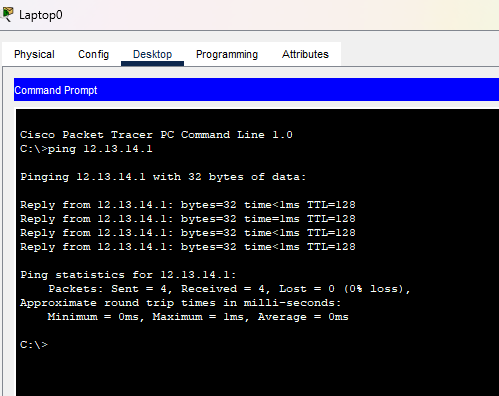 Laptop0
Physical Config Desktop Programming Attributes
Command Prompt
Cisco Packet Tracer PC Command Line 1.0
C:\>ping 12.13.14.1
Pinging 12.13.14.1 with 32 bytes of data:
Reply from 12.13.14.1: bytes=32 time<1ms TTL=128
Reply from 12.13.14.1: bytes=32 time=1ms TTL=128
Reply from 12.13.14.1: bytes=32 time<1ms TTL=128
Reply from 12.13.14.1: bytes=32 time<1ms TTL=128
Ping statistics for 12.13.14.1:
Packets: Sent = 4, Received = 4, Lost = 0 (0% loss),
Approximate round trip times in milli-seconds:
Minimum = 0ms, Maximum = 1ms, Average = 0ms
C:\>